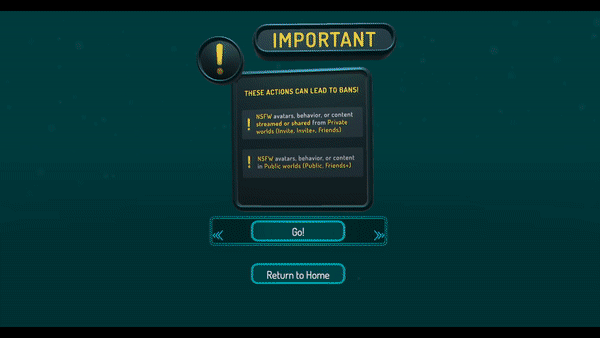 IMPORTANT
THESE ACTIONS CAN LEAD TO BANS!
NSFW avatars, behavior, or content
streamed or shared from Private
worlds (Invite, Invite+, Friends)
NSFW avatars, behavior, or content
in Public worlds (Public, Friends+)
Go!
Return to Home